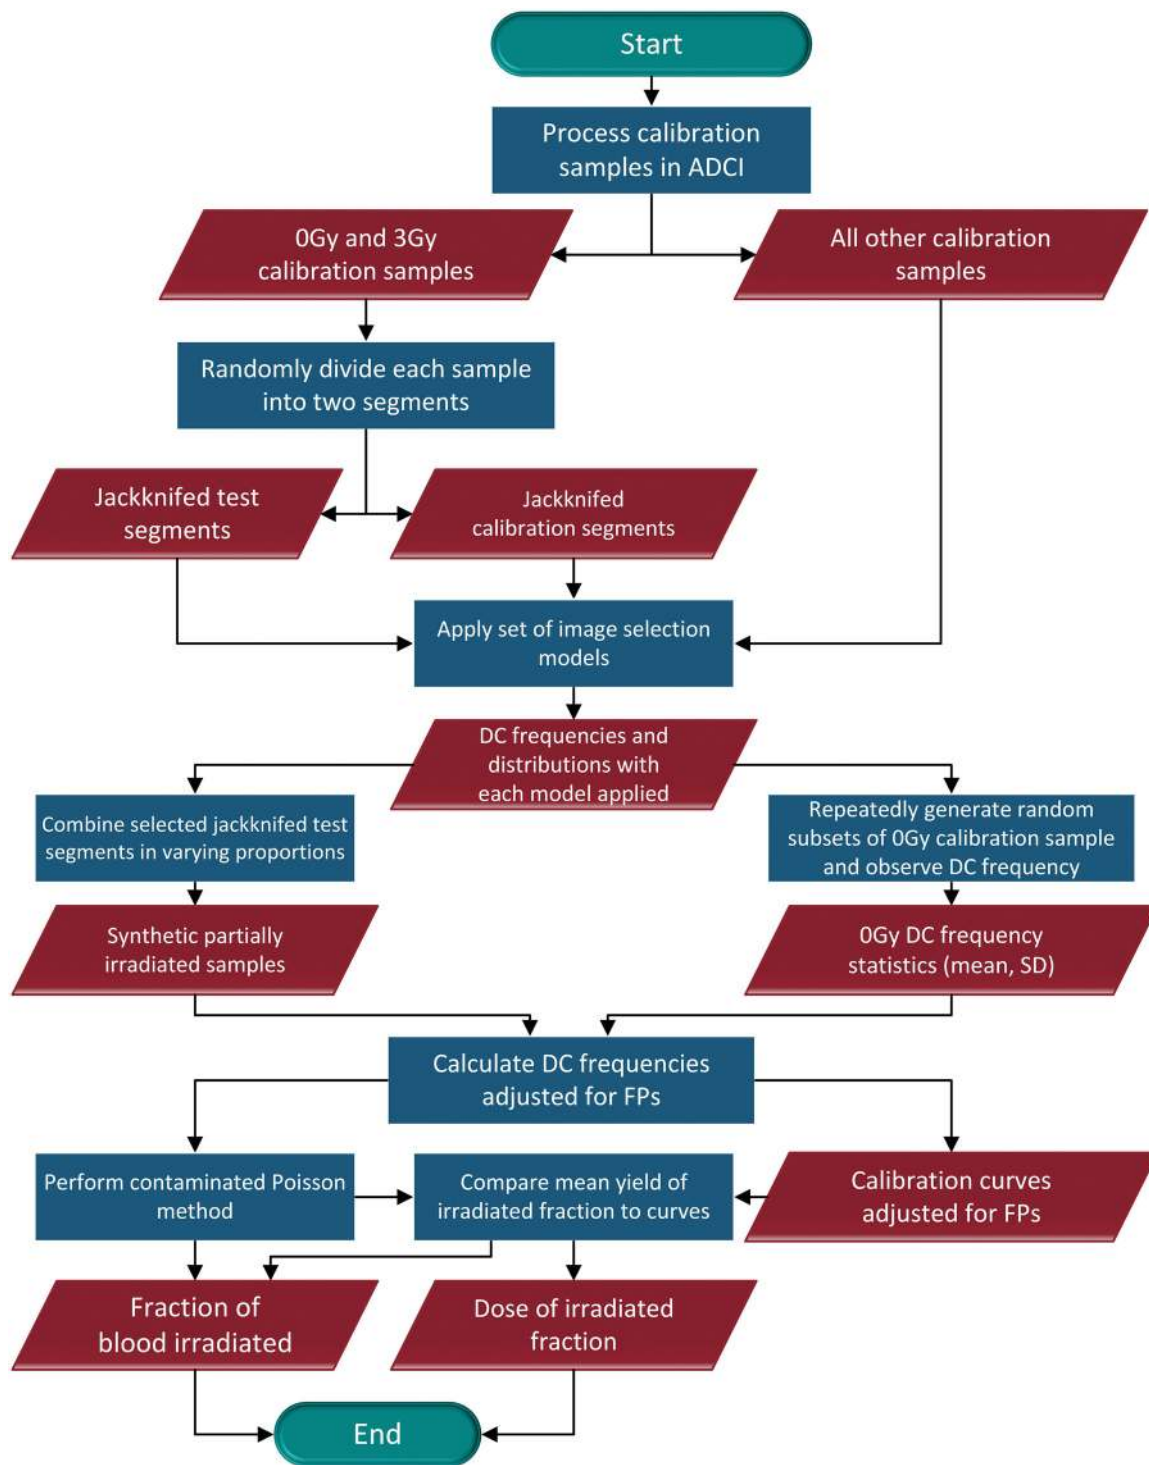 Start
Process calibration
samples in ADCI
0Gy and 3Gy
calibration samples
All other calibration
samples
Randomly divide each sample
into two segments
Jackknifed test
segments
Jackknifed
calibration segments
Apply set of image selection
models
DC frequencies and
distributions with
each model applied
Combine selected jackknifed test
segments in varying proportions
Repeatedly generate random
subsets of 0Gy calibration sample
and observe DC frequency
Synthetic partially
irradiated samples
0Gy DC frequency
statistics (mean, SD)
Calculate DC frequencies
adjusted for FPs
Perform contaminated Poisson
method
Compare mean yield of
irradiated fraction to curves
Calibration curves
adjusted for FPs
Fraction of
blood irradiated
Dose of irradiated
fraction
End